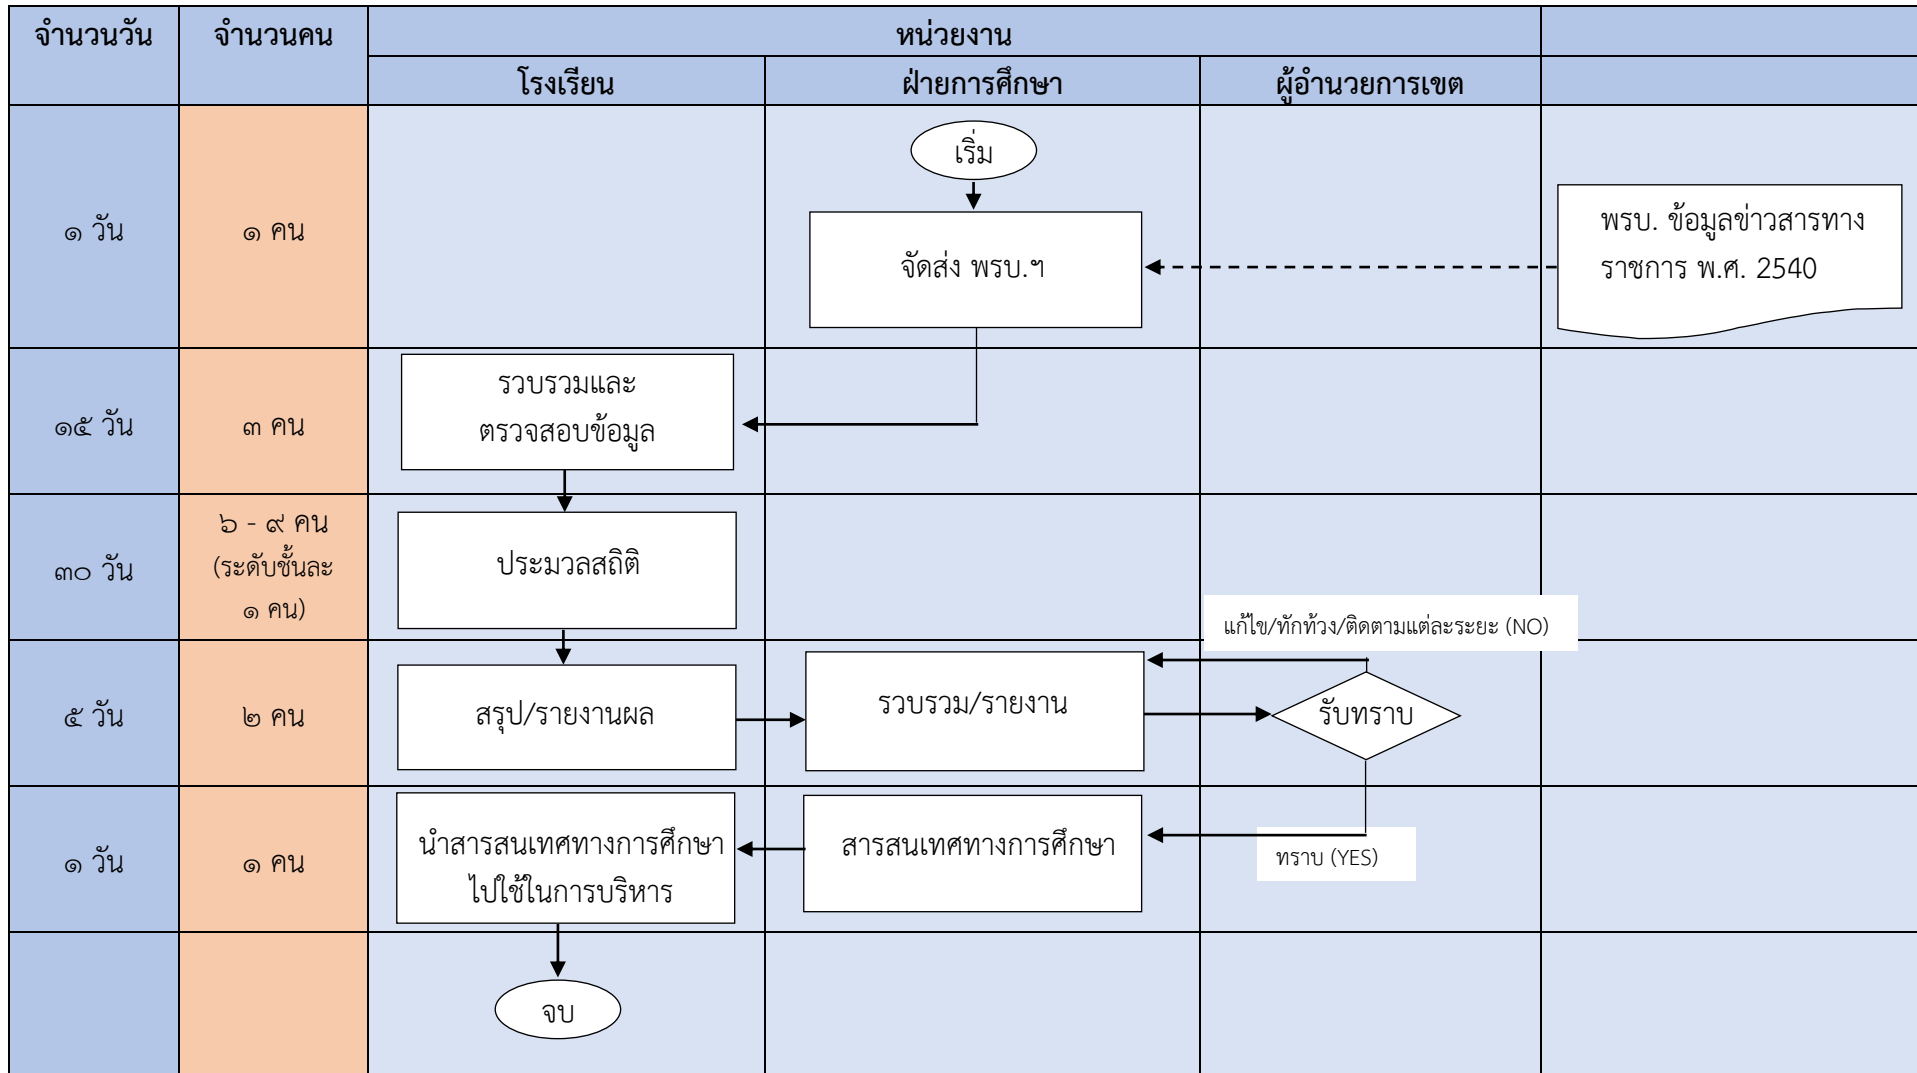 จำนวนวัน
จำนวนคน
หน่วยงาน
โรงเรียน
ฝ่ายการศึกษา
ผู้อำนวยการเขต
เริ่ม
๑ วัน
๑ คน
จัดส่ง พรบ.ฯ
พรบ. ข้อมูลข่าวสารทาง
ราชการ พ.ศ. 2540
๑๕ วัน
๓ คน
รวบรวมและ
ตรวจสอบข้อมูล
๓๐ วัน
๖ - ๙ คน
(ระดับชั้นละ
๑ คน)
ประมวลสถิติ
แก้ไข/ทักท้วง/ติดตามแต่ละระยะ (NO)
๕ วัน
๒ คน
สรุป/รายงานผล
รวบรวม/รายงาน
รับทราบ
๑ วัน
๑ คน
นำสารสนเทศทางการศึกษา
ไปใช้ในการบริหาร
สารสนเทศทางการศึกษา
ทราบ (YES)
จบ